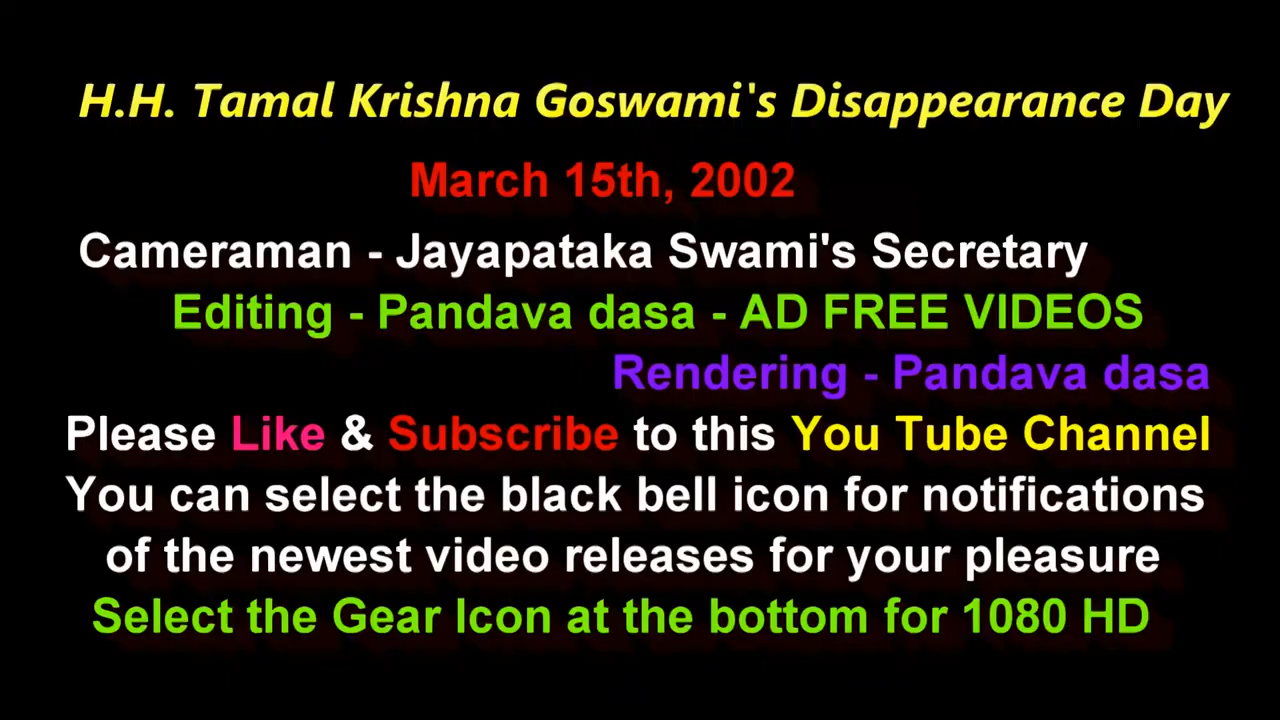 H.H. Tamal Krishna Goswami's Disappearance Day
March 15th, 2002
Cameraman - Jayapataka Swami's Secretary
Editing - Pandava dasa - AD FREE VIDEOS
Rendering - Pandava dasa
Please Like & Subscribe to this You Tube Channel
You can select the black bell icon for notifications
of the newest video releases for your pleasure
Select the Gear Icon at the bottom for 1080 HD